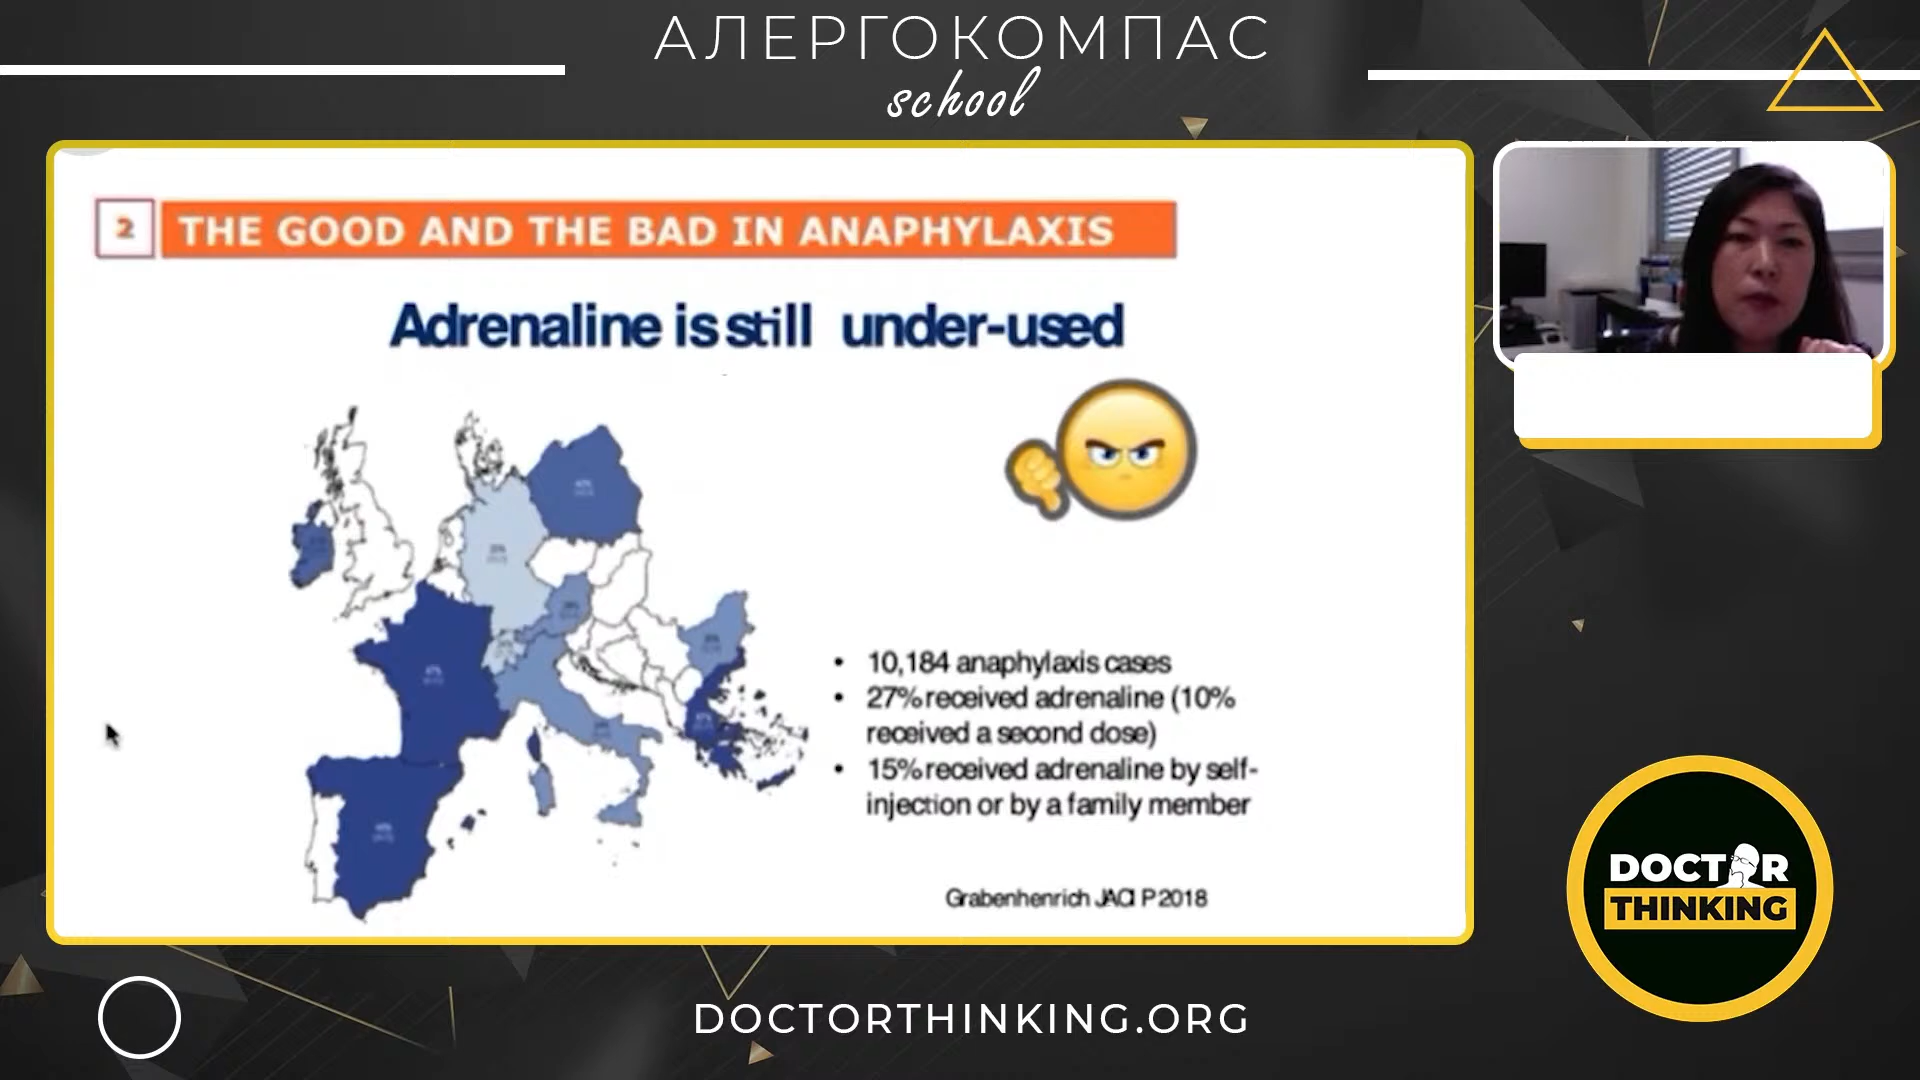 АЛЕРГОКОМПАС
school
2
THE GOOD AND THE BAD IN ANAPHYLAXIS
Adrenaline is still under-used
• 10,184 anaphylaxis cases
• 27% received adrenaline (10%
received a second dose)
• 15% received adrenaline by self-
injection or by a family member
Grabenhenrich JACI P 2018
DOCTOR
THINKING
DOCTORTHINKING.ORG